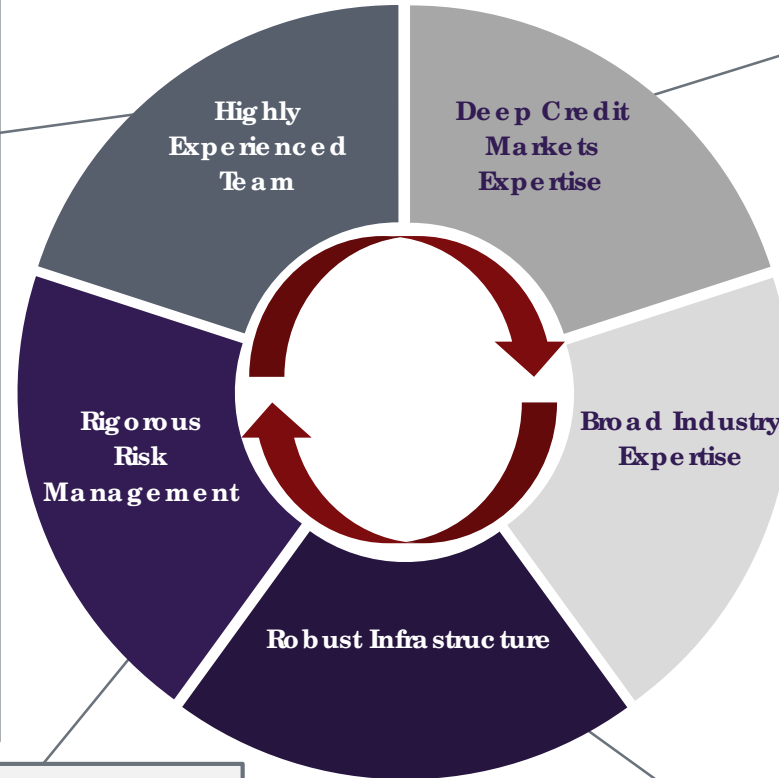 Highly
Experienced
Team
Deep Credit
Markets
Expertise
Rigorous
Risk
Management
Broad Industry
Expertise
Robust Infrastructure